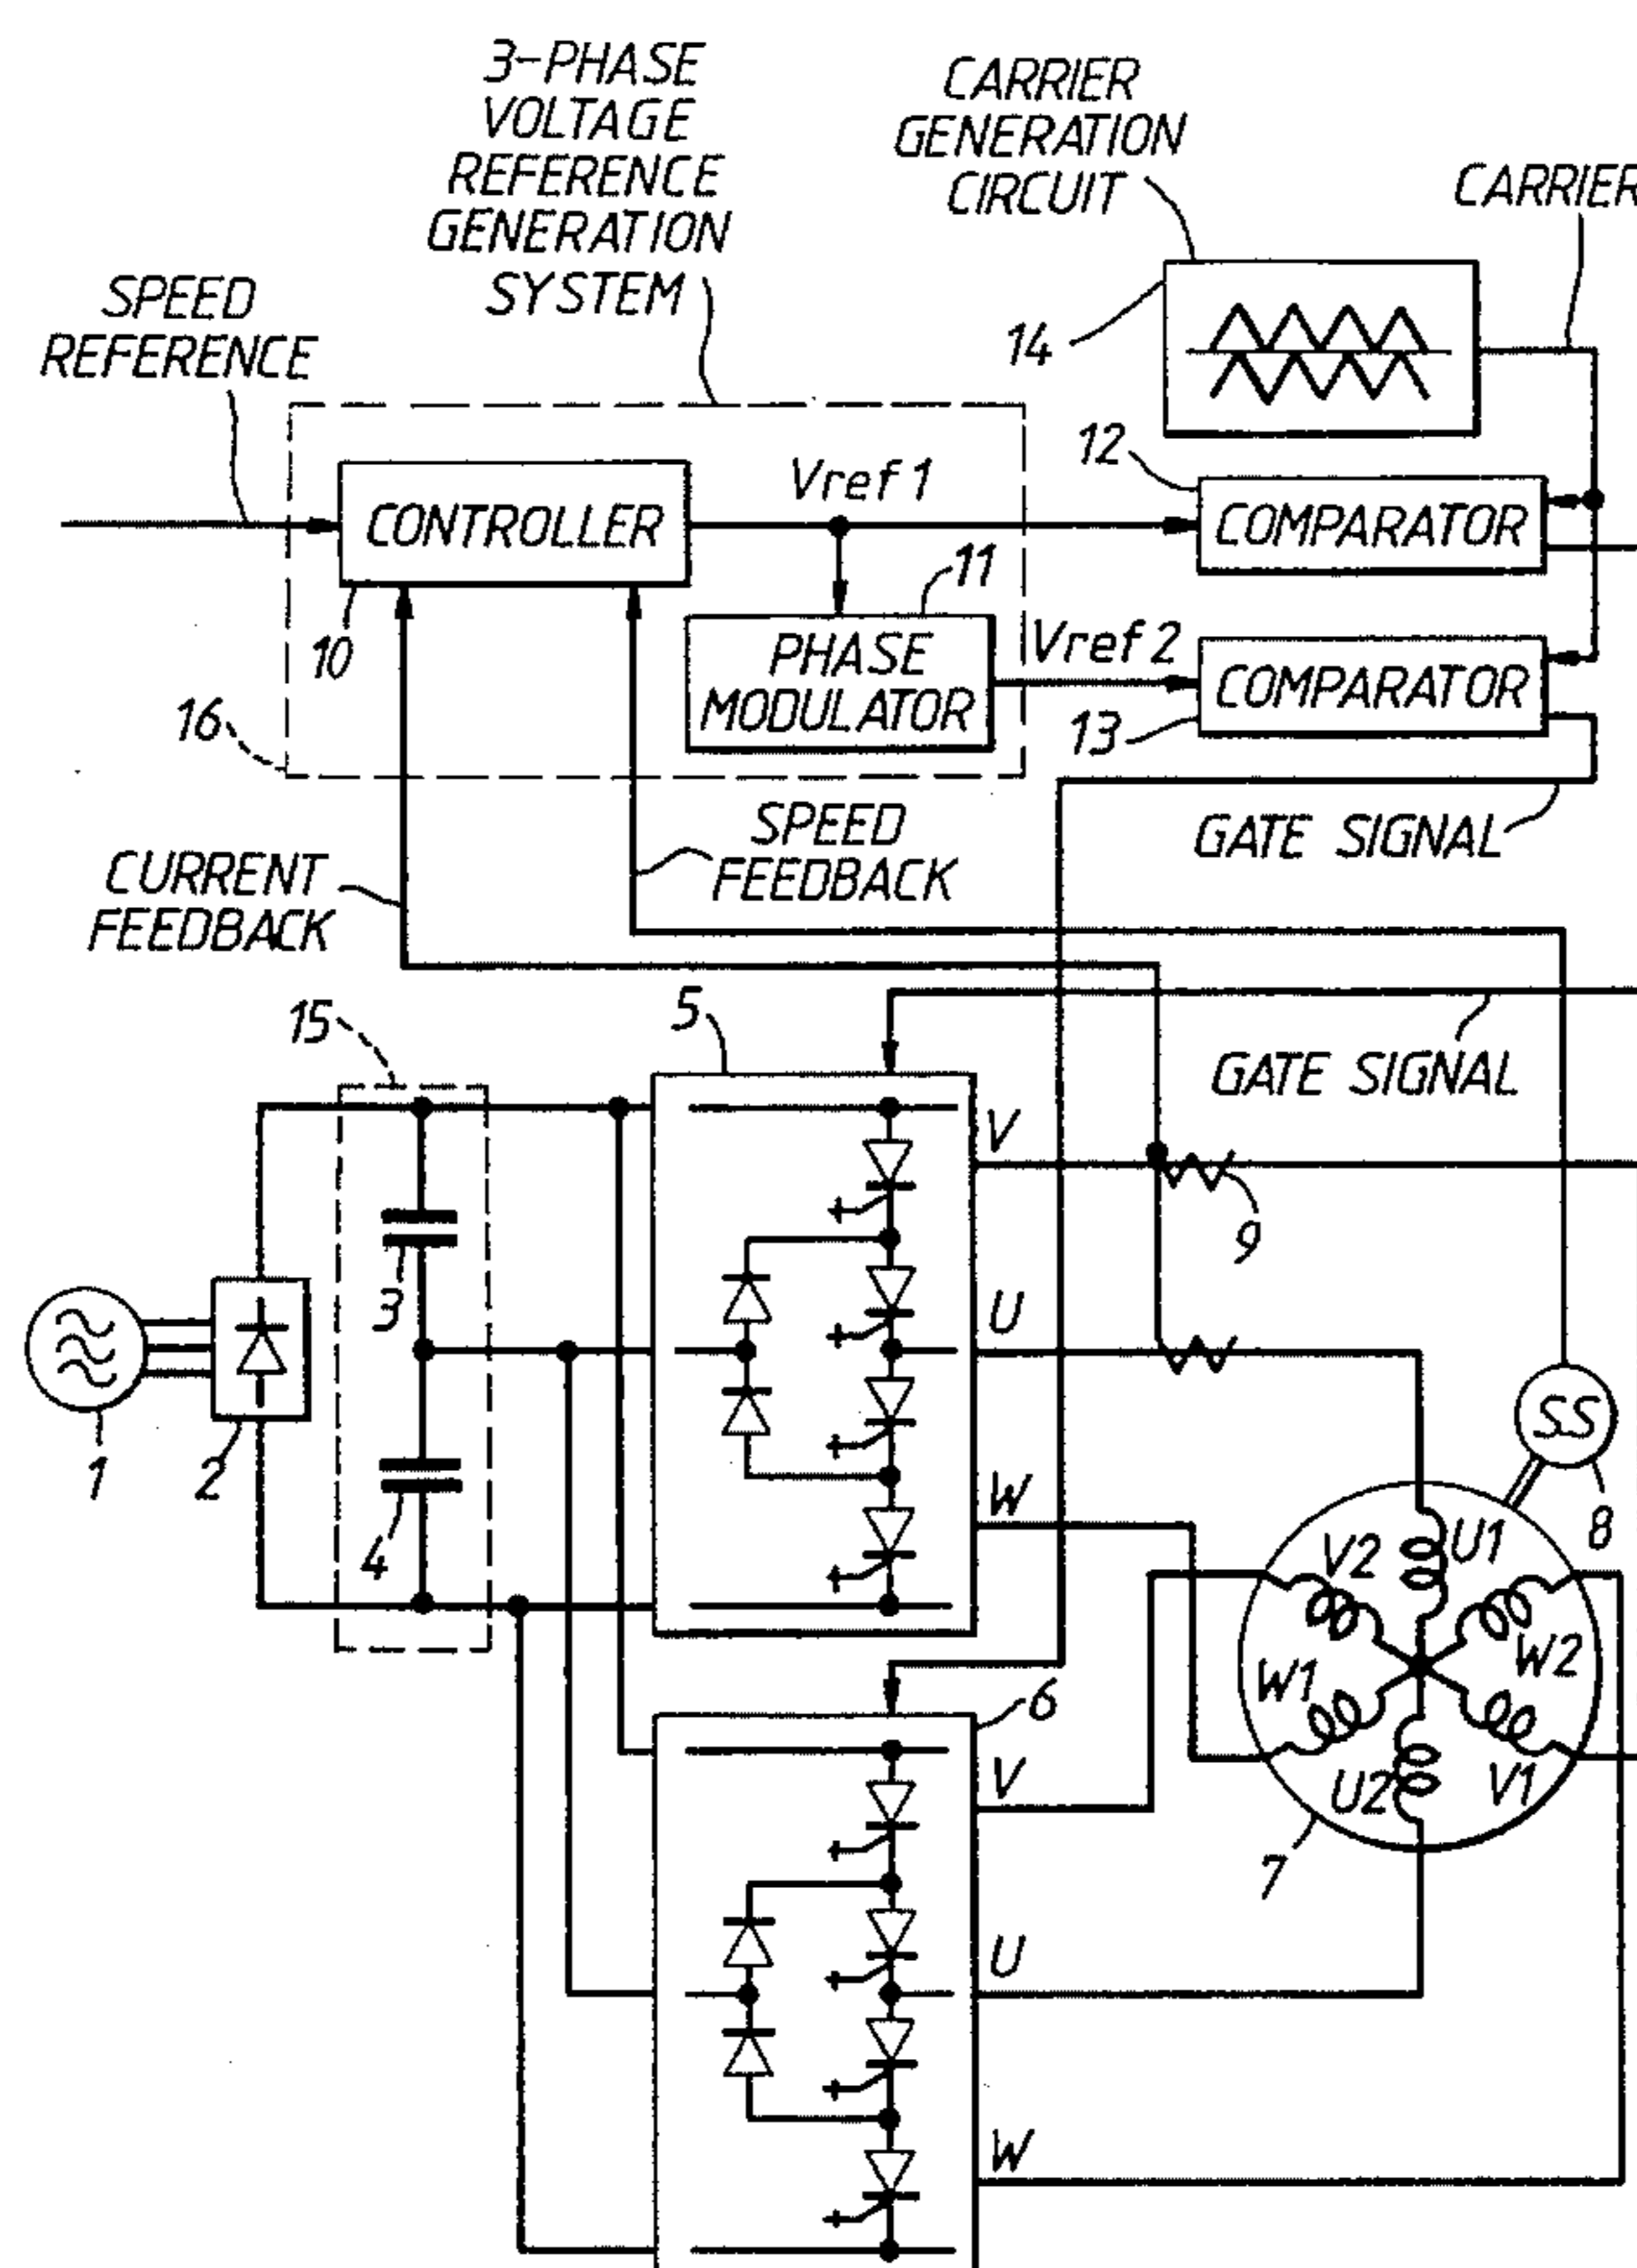 3-PHASE
VOLTAGE
REFERENCE
GENERATION
SYSTEM
CARRIER
GENERATION
CIRCUIT
CARRIER
SPEED
REFERENCE
14
12
CONTROLLER
Vref 1
COMPARATOR
10
11
PHASE
MODULATOR
Vref 2
COMPARATOR
13
16
GATE SIGNAL
SPEED
FEEDBACK
CURRENT
FEEDBACK
15
5
GATE SIGNAL
V
9
3
U
1
2
SS
4
W
8
V2
U1
W1
W2
6
V
U2
V1
7
U
W